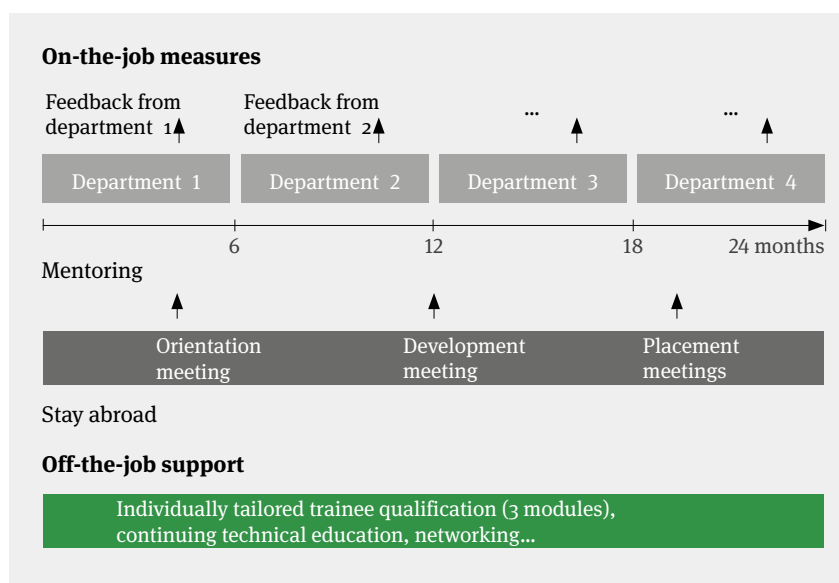 On-the-job measures
Feedback from
department 1
Feedback from
department 2
...
...
Department 1
Department 2
Department 3
Department 4
6
12
18
24 months
Mentoring
Orientation
meeting
Development
meeting
Placement
meetings
Stay abroad
Off-the-job support
Individually tailored trainee qualification (3 modules),
continuing technical education, networking...